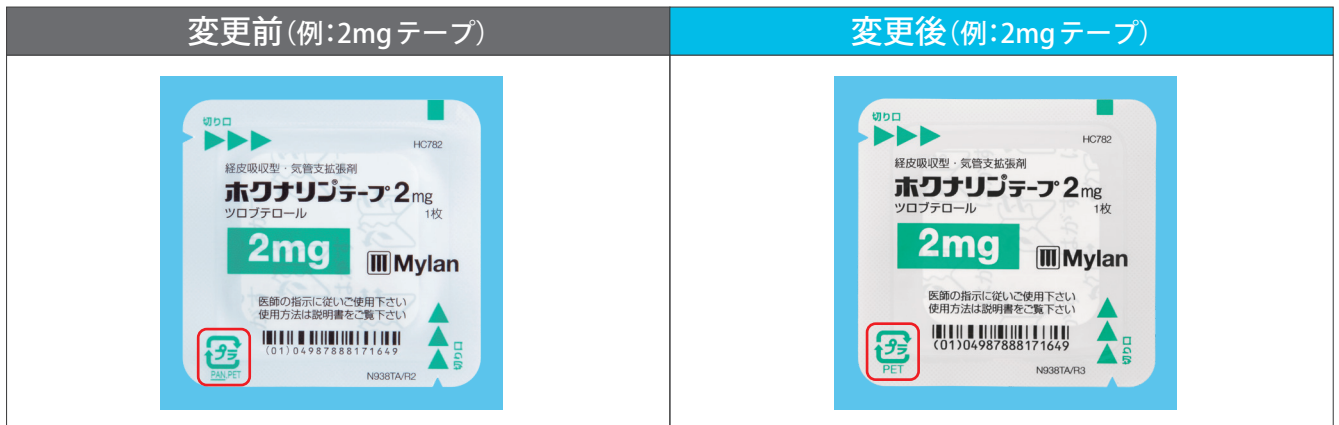 変更前(例:2mgテープ)
切り口
HC782
経皮吸収型・気管支拡張剤
ホクナリン®テープ2mg
ツロブテロール
1枚
2mg
Mylan
医師の指示に従いご使用下さい
使用方法は説明書をご覧下さい
(01)04987888171649
プラ
PAN,PET
N938TA/R2
切り口
変更後(例:2mgテープ)
切り口
HC782
経皮吸収型・気管支拡張剤
ホクナリン®テープ2mg
ツロブテロール
1枚
2mg
Mylan
医師の指示に従いご使用下さい
使用方法は説明書をご覧下さい
(01)04987888171649
プラ
PET
N938TA/R3
切り口